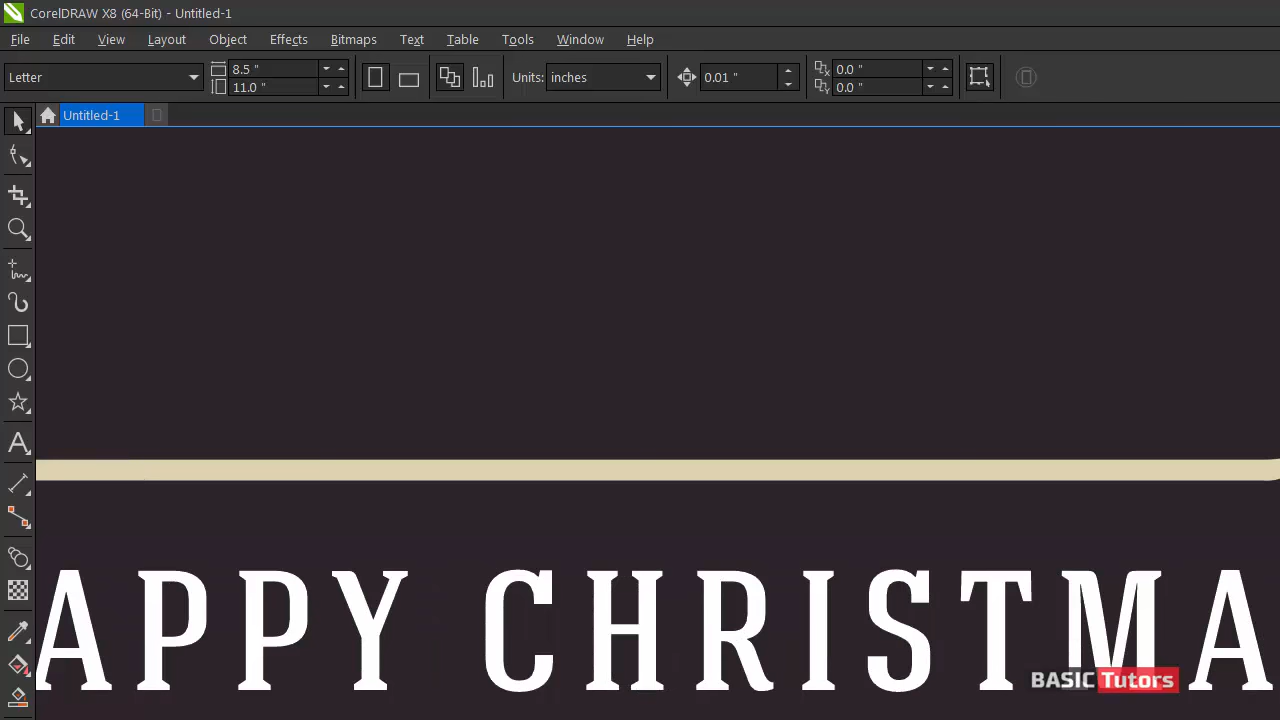 CorelDRAW X8 (64-Bit) - Untitled-1
File Edit View Layout Object Effects Bitmaps Text Table Tools Window Help
Letter 8.5 " 11.0 " Units: inches 0.01 " 0.0 " 0.0 "
Untitled-1
APPY CHRISTMA
BASIC Tutors